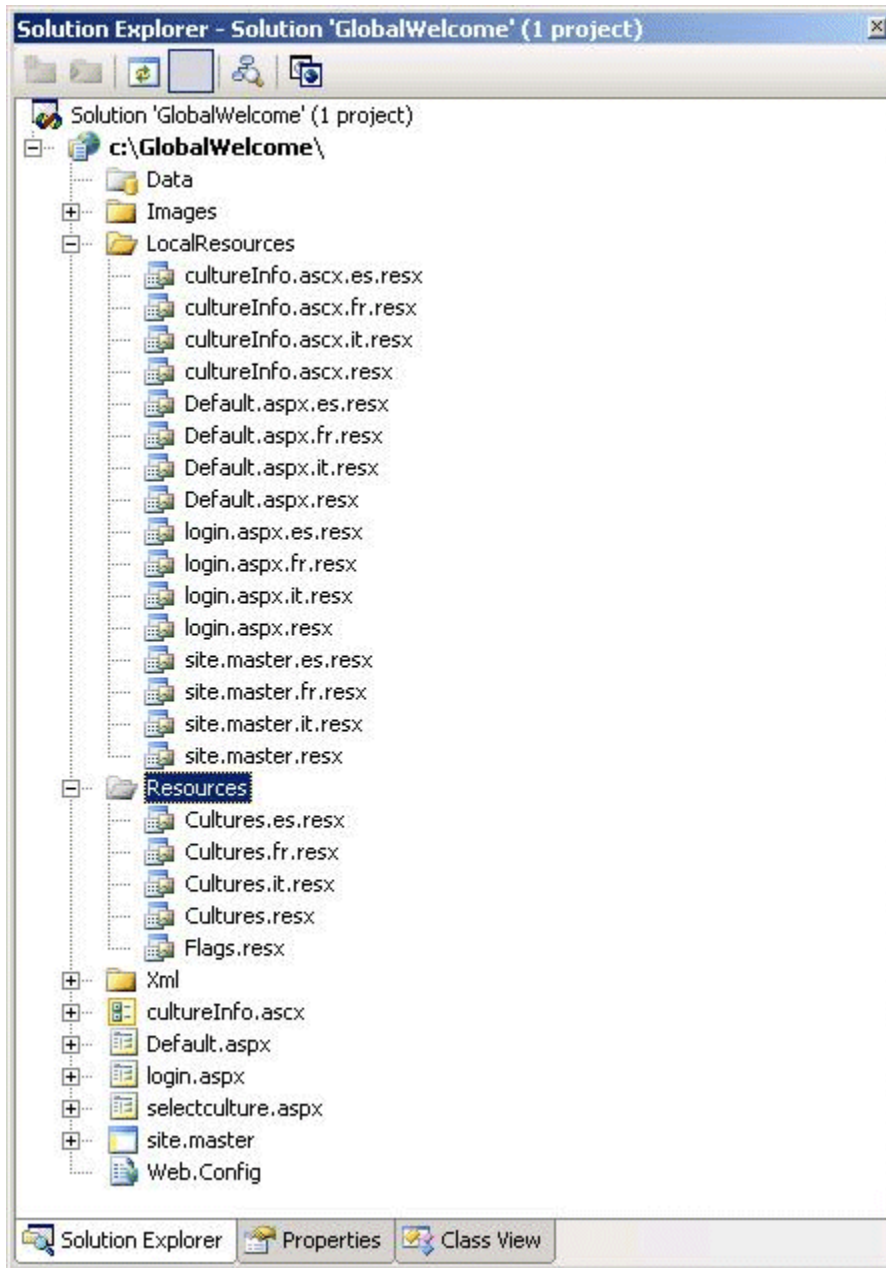 Solution Explorer - Solution 'GlobalWelcome' (1 project)
Solution 'GlobalWelcome' (1 project)
c:\GlobalWelcome\
Data
Images
LocalResources
cultureInfo.ascx.es.resx
cultureInfo.ascx.fr.resx
cultureInfo.ascx.it.resx
cultureInfo.ascx.resx
Default.aspx.es.resx
Default.aspx.fr.resx
Default.aspx.it.resx
Default.aspx.resx
login.aspx.es.resx
login.aspx.fr.resx
login.aspx.it.resx
login.aspx.resx
site.master.es.resx
site.master.fr.resx
site.master.it.resx
site.master.resx
Resources
Cultures.es.resx
Cultures.fr.resx
Cultures.it.resx
Cultures.resx
Flags.resx
Xml
cultureInfo.ascx
Default.aspx
login.aspx
selectculture.aspx
site.master
Web.Config
Solution Explorer Properties Class View